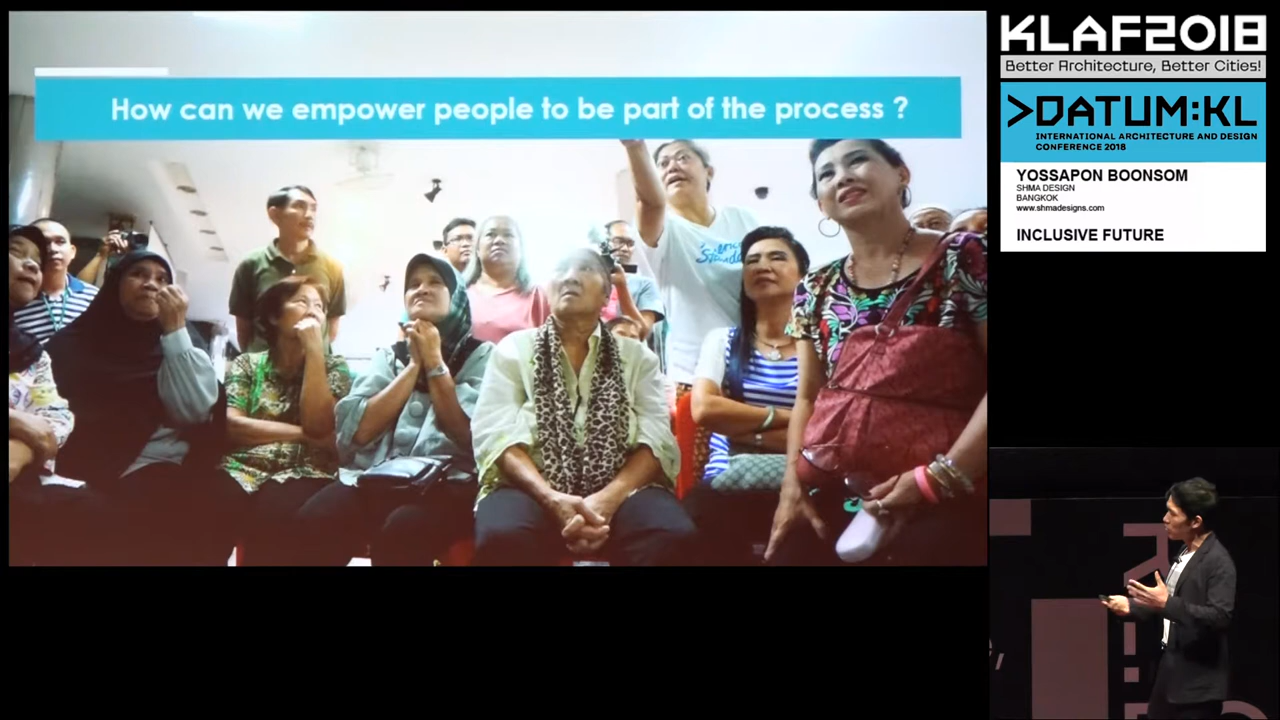 How can we empower people to be part of the process ?
KLAF2018
Better Architecture, Better Cities!
>DATUM:KL
INTERNATIONAL ARCHITECTURE AND DESIGN
CONFERENCE 2018
YOSSAPON BOONSOM
SHMA DESIGN
BANGKOK
www.shmadesigns.com
INCLUSIVE FUTURE